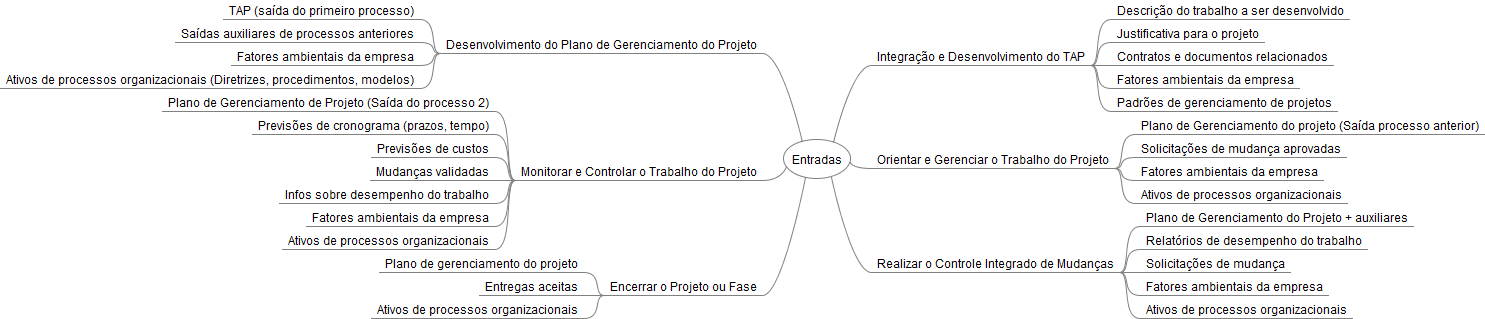 Entradas
Integração e Desenvolvimento do TAP
Descrição do trabalho a ser desenvolvido
Justificativa para o projeto
Contratos e documentos relacionados
Fatores ambientais da empresa
Padrões de gerenciamento de projetos
Orientar e Gerenciar o Trabalho do Projeto
Plano de Gerenciamento do projeto (Saída processo anterior)
Solicitações de mudança aprovadas
Fatores ambientais da empresa
Ativos de processos organizacionais
Realizar o Controle Integrado de Mudanças
Plano de Gerenciamento do Projeto + auxiliares
Relatórios de desempenho do trabalho
Solicitações de mudança
Fatores ambientais da empresa
Ativos de processos organizacionais
Desenvolvimento do Plano de Gerenciamento do Projeto
TAP (saída do primeiro processo)
Saídas auxiliares de processos anteriores
Fatores ambientais da empresa
Ativos de processos organizacionais (Diretrizes, procedimentos, modelos)
Monitorar e Controlar o Trabalho do Projeto
Plano de Gerenciamento de Projeto (Saída do processo 2)
Previsões de cronograma (prazos, tempo)
Previsões de custos
Mudanças validadas
Infos sobre desempenho do trabalho
Fatores ambientais da empresa
Ativos de processos organizacionais
Encerrar o Projeto ou Fase
Plano de gerenciamento do projeto
Entregas aceitas
Ativos de processos organizacionais